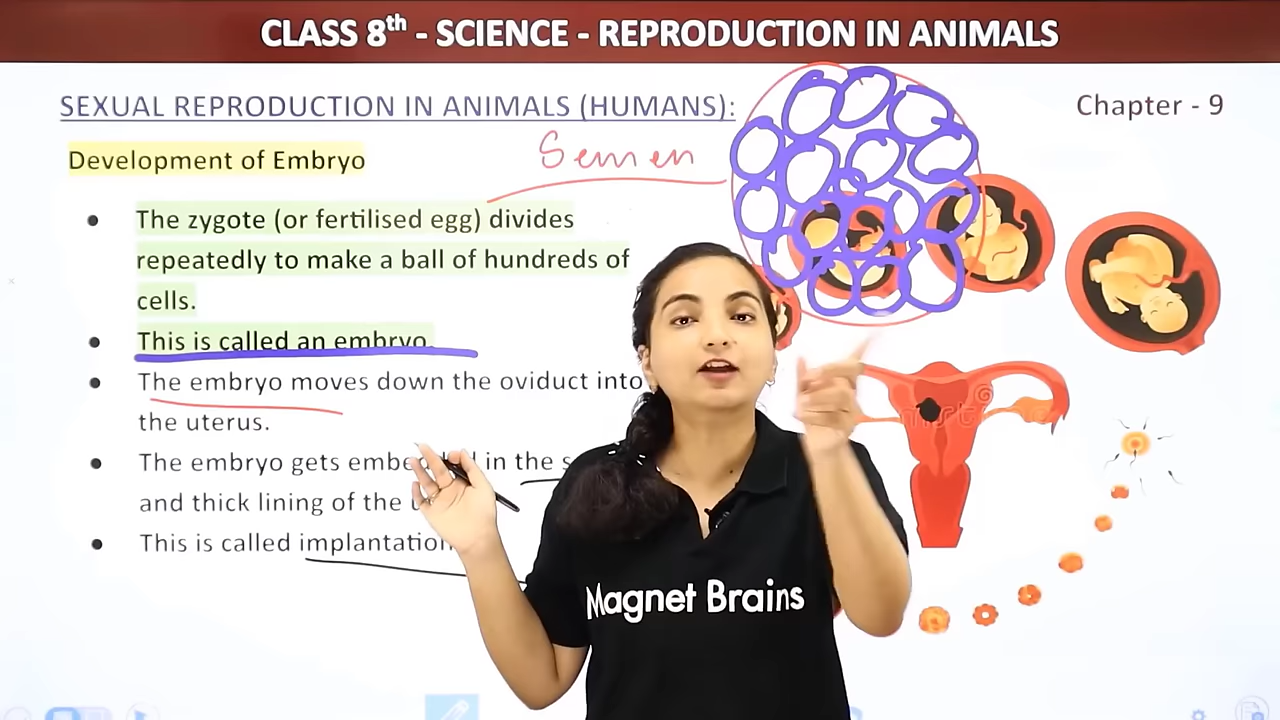 CLASS 8th - SCIENCE - REPRODUCTION IN ANIMALS
SEXUAL REPRODUCTION IN ANIMALS (HUMANS):
Chapter - 9
Semen
Development of Embryo
• The zygote (or fertilised egg) divides
repeatedly to make a ball of hundreds of
cells.
• This is called an embryo.
• The embryo moves down the oviduct into
the uterus.
• The embryo gets in the
and thick lining of the
• This is called implantation
Magnet Brains